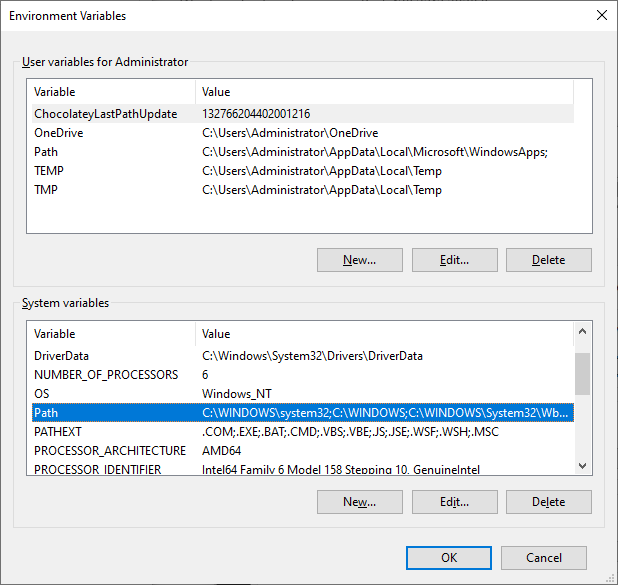 Environment Variables
User variables for Administrator
Variable Value
ChocolateyLastPathUpdate 132766204402001216
OneDrive C:\Users\Administrator\OneDrive
Path C:\Users\Administrator\AppData\Local\Microsoft\WindowsApps;
TEMP C:\Users\Administrator\AppData\Local\Temp
TMP C:\Users\Administrator\AppData\Local\Temp
New... Edit... Delete
System variables
Variable Value
DriverData C:\Windows\System32\Drivers\DriverData
NUMBER_OF_PROCESSORS 6
OS Windows_NT
Path C:\WINDOWS\system32;C:\WINDOWS;C:\WINDOWS\System32\Wb...
PATHEXT .COM;.EXE;.BAT;.CMD;.VBS;.VBE;.JS;.JSE;.WSF;.WSH;.MSC
PROCESSOR_ARCHITECTURE AMD64
PROCESSOR_IDENTIFIER Intel64 Family 6 Model 158 Stepping 10, GenuineIntel
New... Edit... Delete
OK Cancel